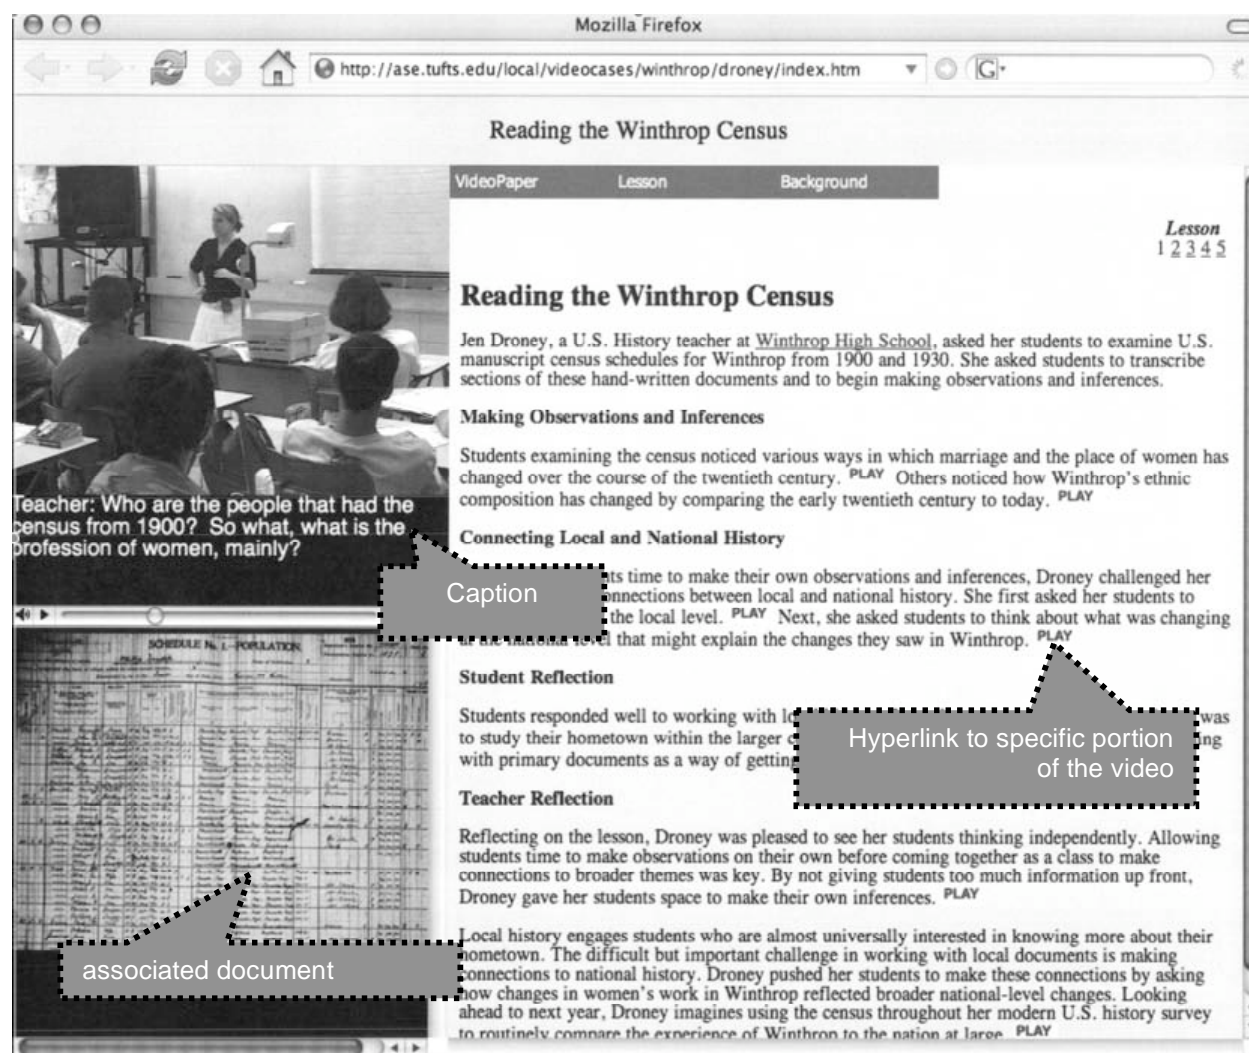 Mozilla Firefox
http://ase.tufts.edu/local/videocases/winthrop/droney/index.htm
G
Reading the Winthrop Census
VideoPaper Lesson Background
Lesson
1 2 3 4 5
Reading the Winthrop Census
Jen Droney, a U.S. History teacher at Winthrop High School, asked her students to examine U.S.
manuscript census schedules for Winthrop from 1900 and 1930. She asked students to transcribe
sections of these hand-written documents and to begin making observations and inferences.
Making Observations and Inferences
Students examining the census noticed various ways in which marriage and the place of women has
changed over the course of the twentieth century. PLAY Others noticed how Winthrop's ethnic
composition has changed by comparing the early twentieth century to today. PLAY
Connecting Local and National History
time to make their own observations and inferences, Droney challenged her
between local and national history. She first asked her students to
the local level. PLAY Next, she asked students to think about what was changing
that might explain the changes they saw in Winthrop. PLAY
Student Reflection
Students responded well to working with was
to study their hometown within the larger
with primary documents as a way of
Teacher Reflection
Reflecting on the lesson, Droney was pleased to see her students thinking independently. Allowing
students time to make observations on their own before coming together as a class to make
connections to broader themes was key. By not giving students too much information up front,
Droney gave her students space to make their own inferences. PLAY
Local history engages students who are almost universally interested in knowing more about their
hometown. The difficult but important challenge in working with local documents is making
connections to national history. Droney pushed her students to make these connections by asking
how changes in women's work in Winthrop reflected broader national-level changes. Looking
ahead to next year, Droney imagines using the census throughout her modern U.S. history survey
to routinely compare the experience of Winthrop to the nation at large. PLAY
Teacher: Who are the people that had the
census from 1900? So what, what is the
profession of women, mainly?
Caption
Hyperlink to specific portion
of the video
SCHEDULE No. 1.—POPULATION.
associated document